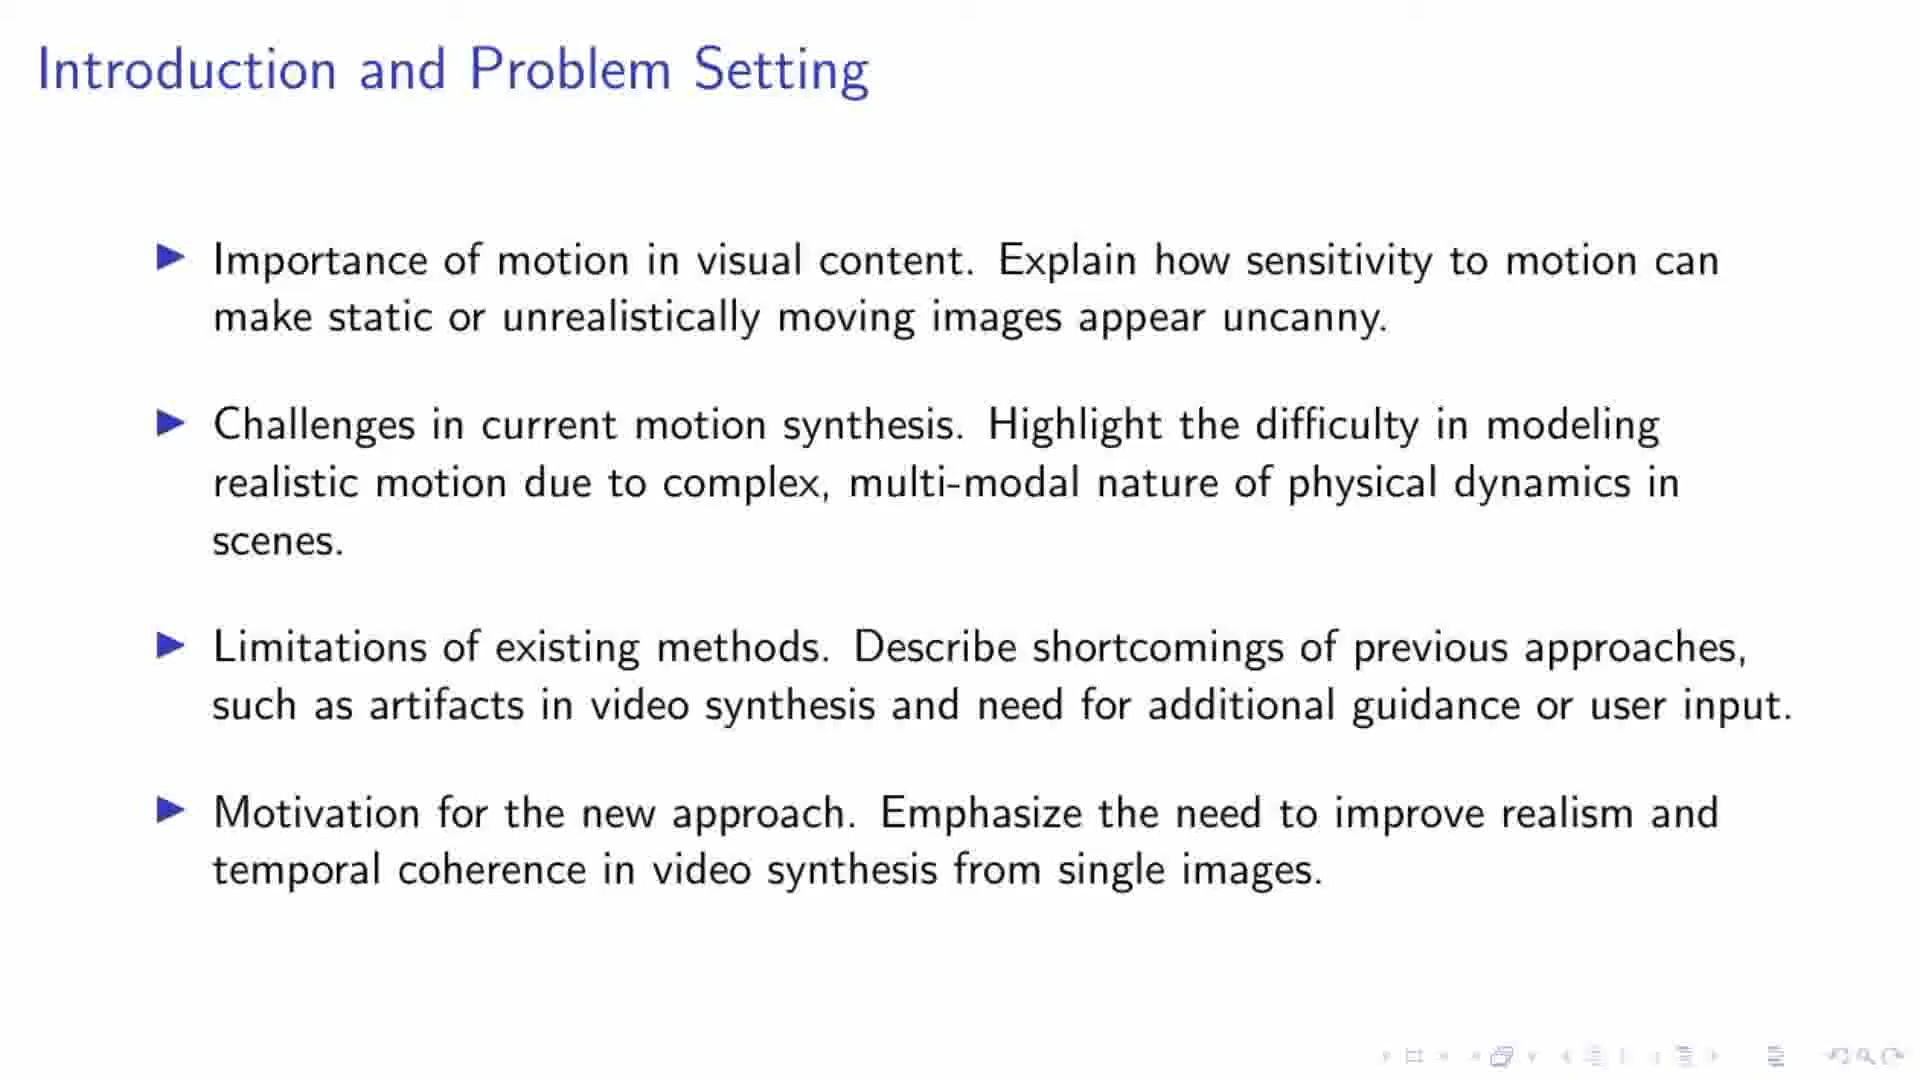 Introduction and Problem Setting
Importance of motion in visual content. Explain how sensitivity to motion can
make static or unrealistically moving images appear uncanny.
Challenges in current motion synthesis. Highlight the difficulty in modeling
realistic motion due to complex, multi-modal nature of physical dynamics in
scenes.
Limitations of existing methods. Describe shortcomings of previous approaches,
such as artifacts in video synthesis and need for additional guidance or user input.
Motivation for the new approach. Emphasize the need to improve realism and
temporal coherence in video synthesis from single images.